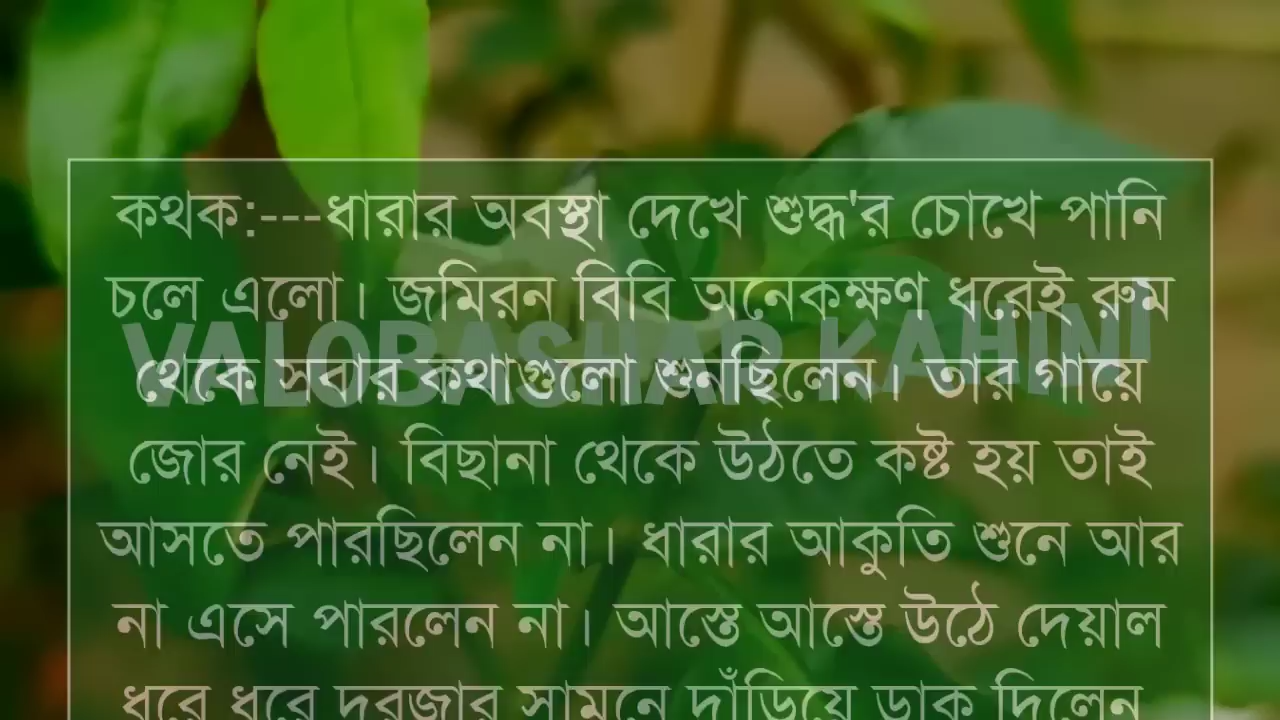 কথক:---ধারার অবস্থা দেখে শুদ্ধ'র চোখে পানি
চলে এলো। জমিরন বিবি অনেকক্ষণ ধরেই রুম
VALOBASHAR KAHINI
থেকে সবার কথাগুলো শুনছিলেন। তার গায়ে
জোর নেই। বিছানা থেকে উঠতে কষ্ট হয় তাই
আসতে পারছিলেন না। ধারার আকুতি শুনে আর
না এসে পারলেন না। আস্তে আস্তে উঠে দেয়াল
ধরে ধরে দরজার সামনে দাঁড়িয়ে ডাক দিলেন